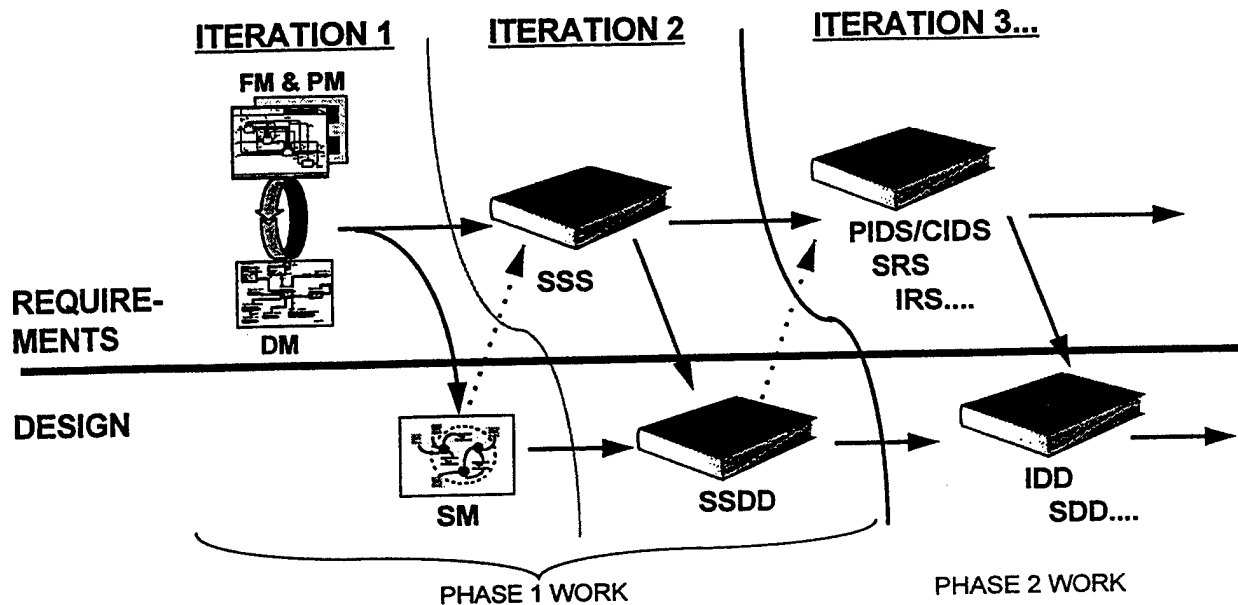 ITERATION 1
ITERATION 2
ITERATION 3...
FM & PM
DM
SSS
PIDS/CIDS
SRS
IRS....
REQUIRE-
MENTS
DESIGN
SM
SSDD
IDD
SDD....
PHASE 1 WORK
PHASE 2 WORK